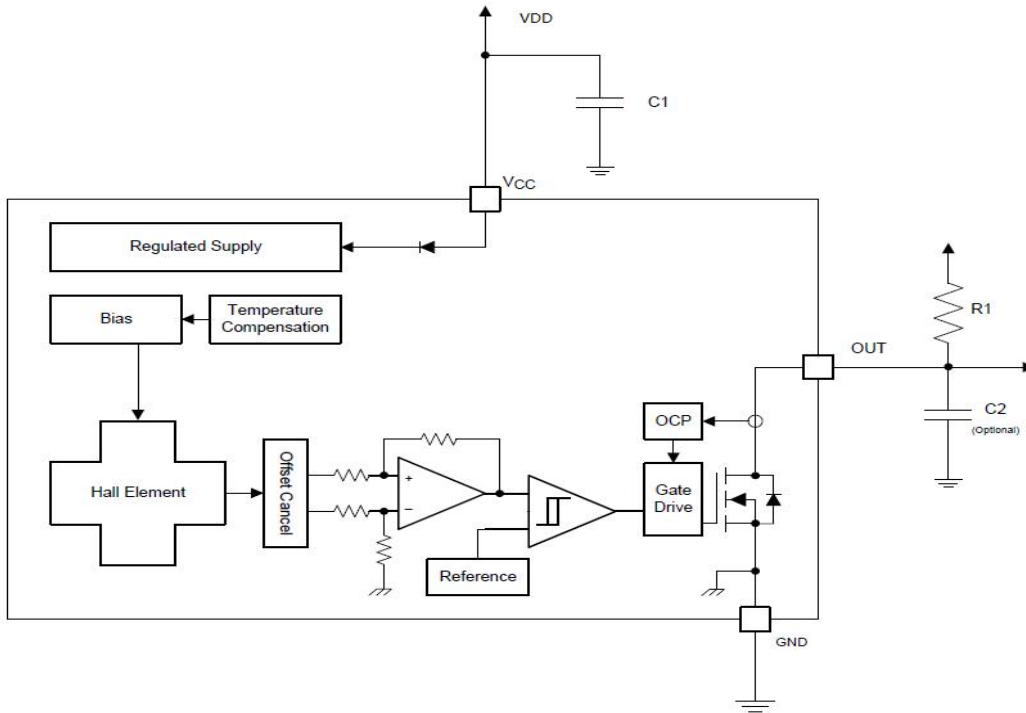 VDD
C1
VCC
Regulated Supply
Bias
Temperature
Compensation
R1
OUT
C2
(Optional)
OCP
Hall Element
Offset Cancel
+
−
Gate
Drive
Reference
GND